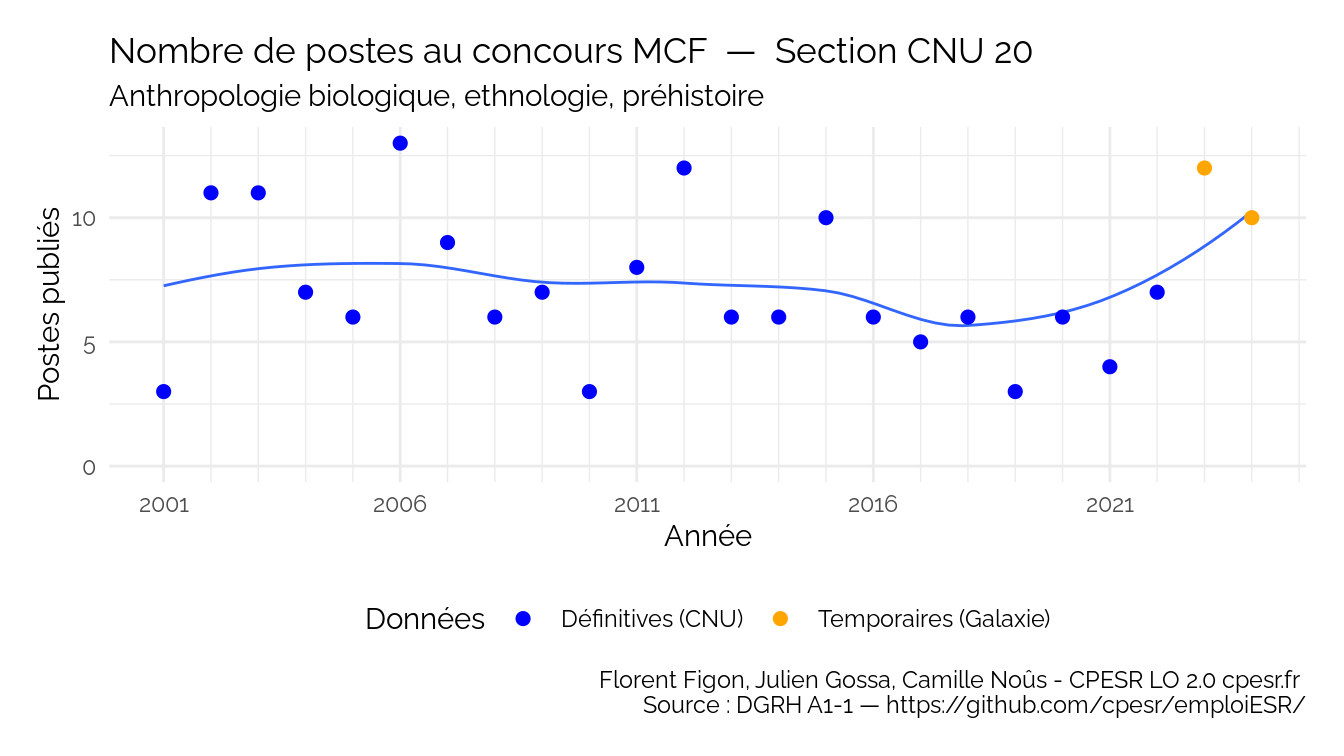 Nombre de postes au concours MCF — Section CNU 20
Anthropologie biologique, ethnologie, préhistoire
Postes publiés
10
5
0
2001 2006 2011 2016 2021
Année
Données Définitives (CNU) Temporaires (Galaxie)
Florent Figon, Julien Gossa, Camille Noûs - CPESR LO 2.0 cpesr.fr
Source : DGRH A1-1 — https://github.com/cpesr/emploiESR/